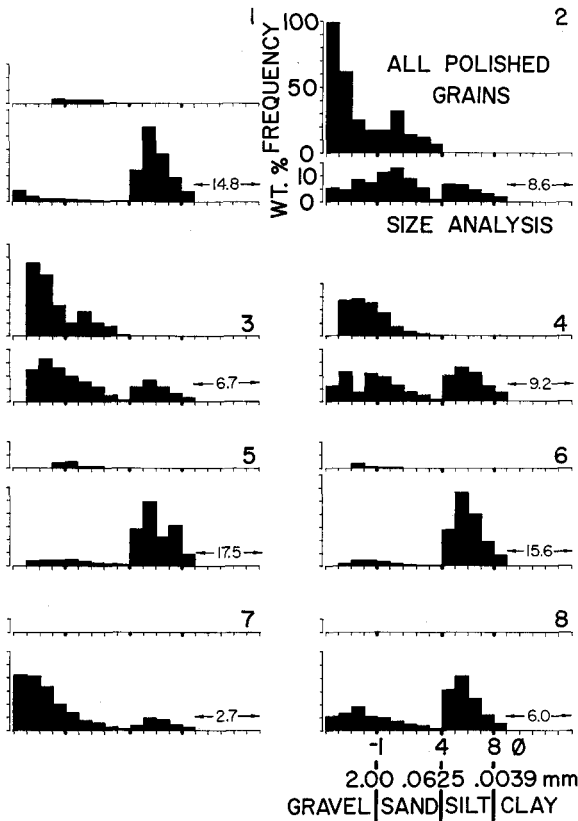 1
2
100
50
0
FREQUENCY
ALL POLISHED
GRAINS
14.8
WT. %
10
0
8.6
SIZE ANALYSIS
3
4
6.7
9.2
5
6
17.5
15.6
7
8
2.7
6.0
-1 4 8 Ø
2.00 .0625 .0039 mm
GRAVEL SAND SILT CLAY